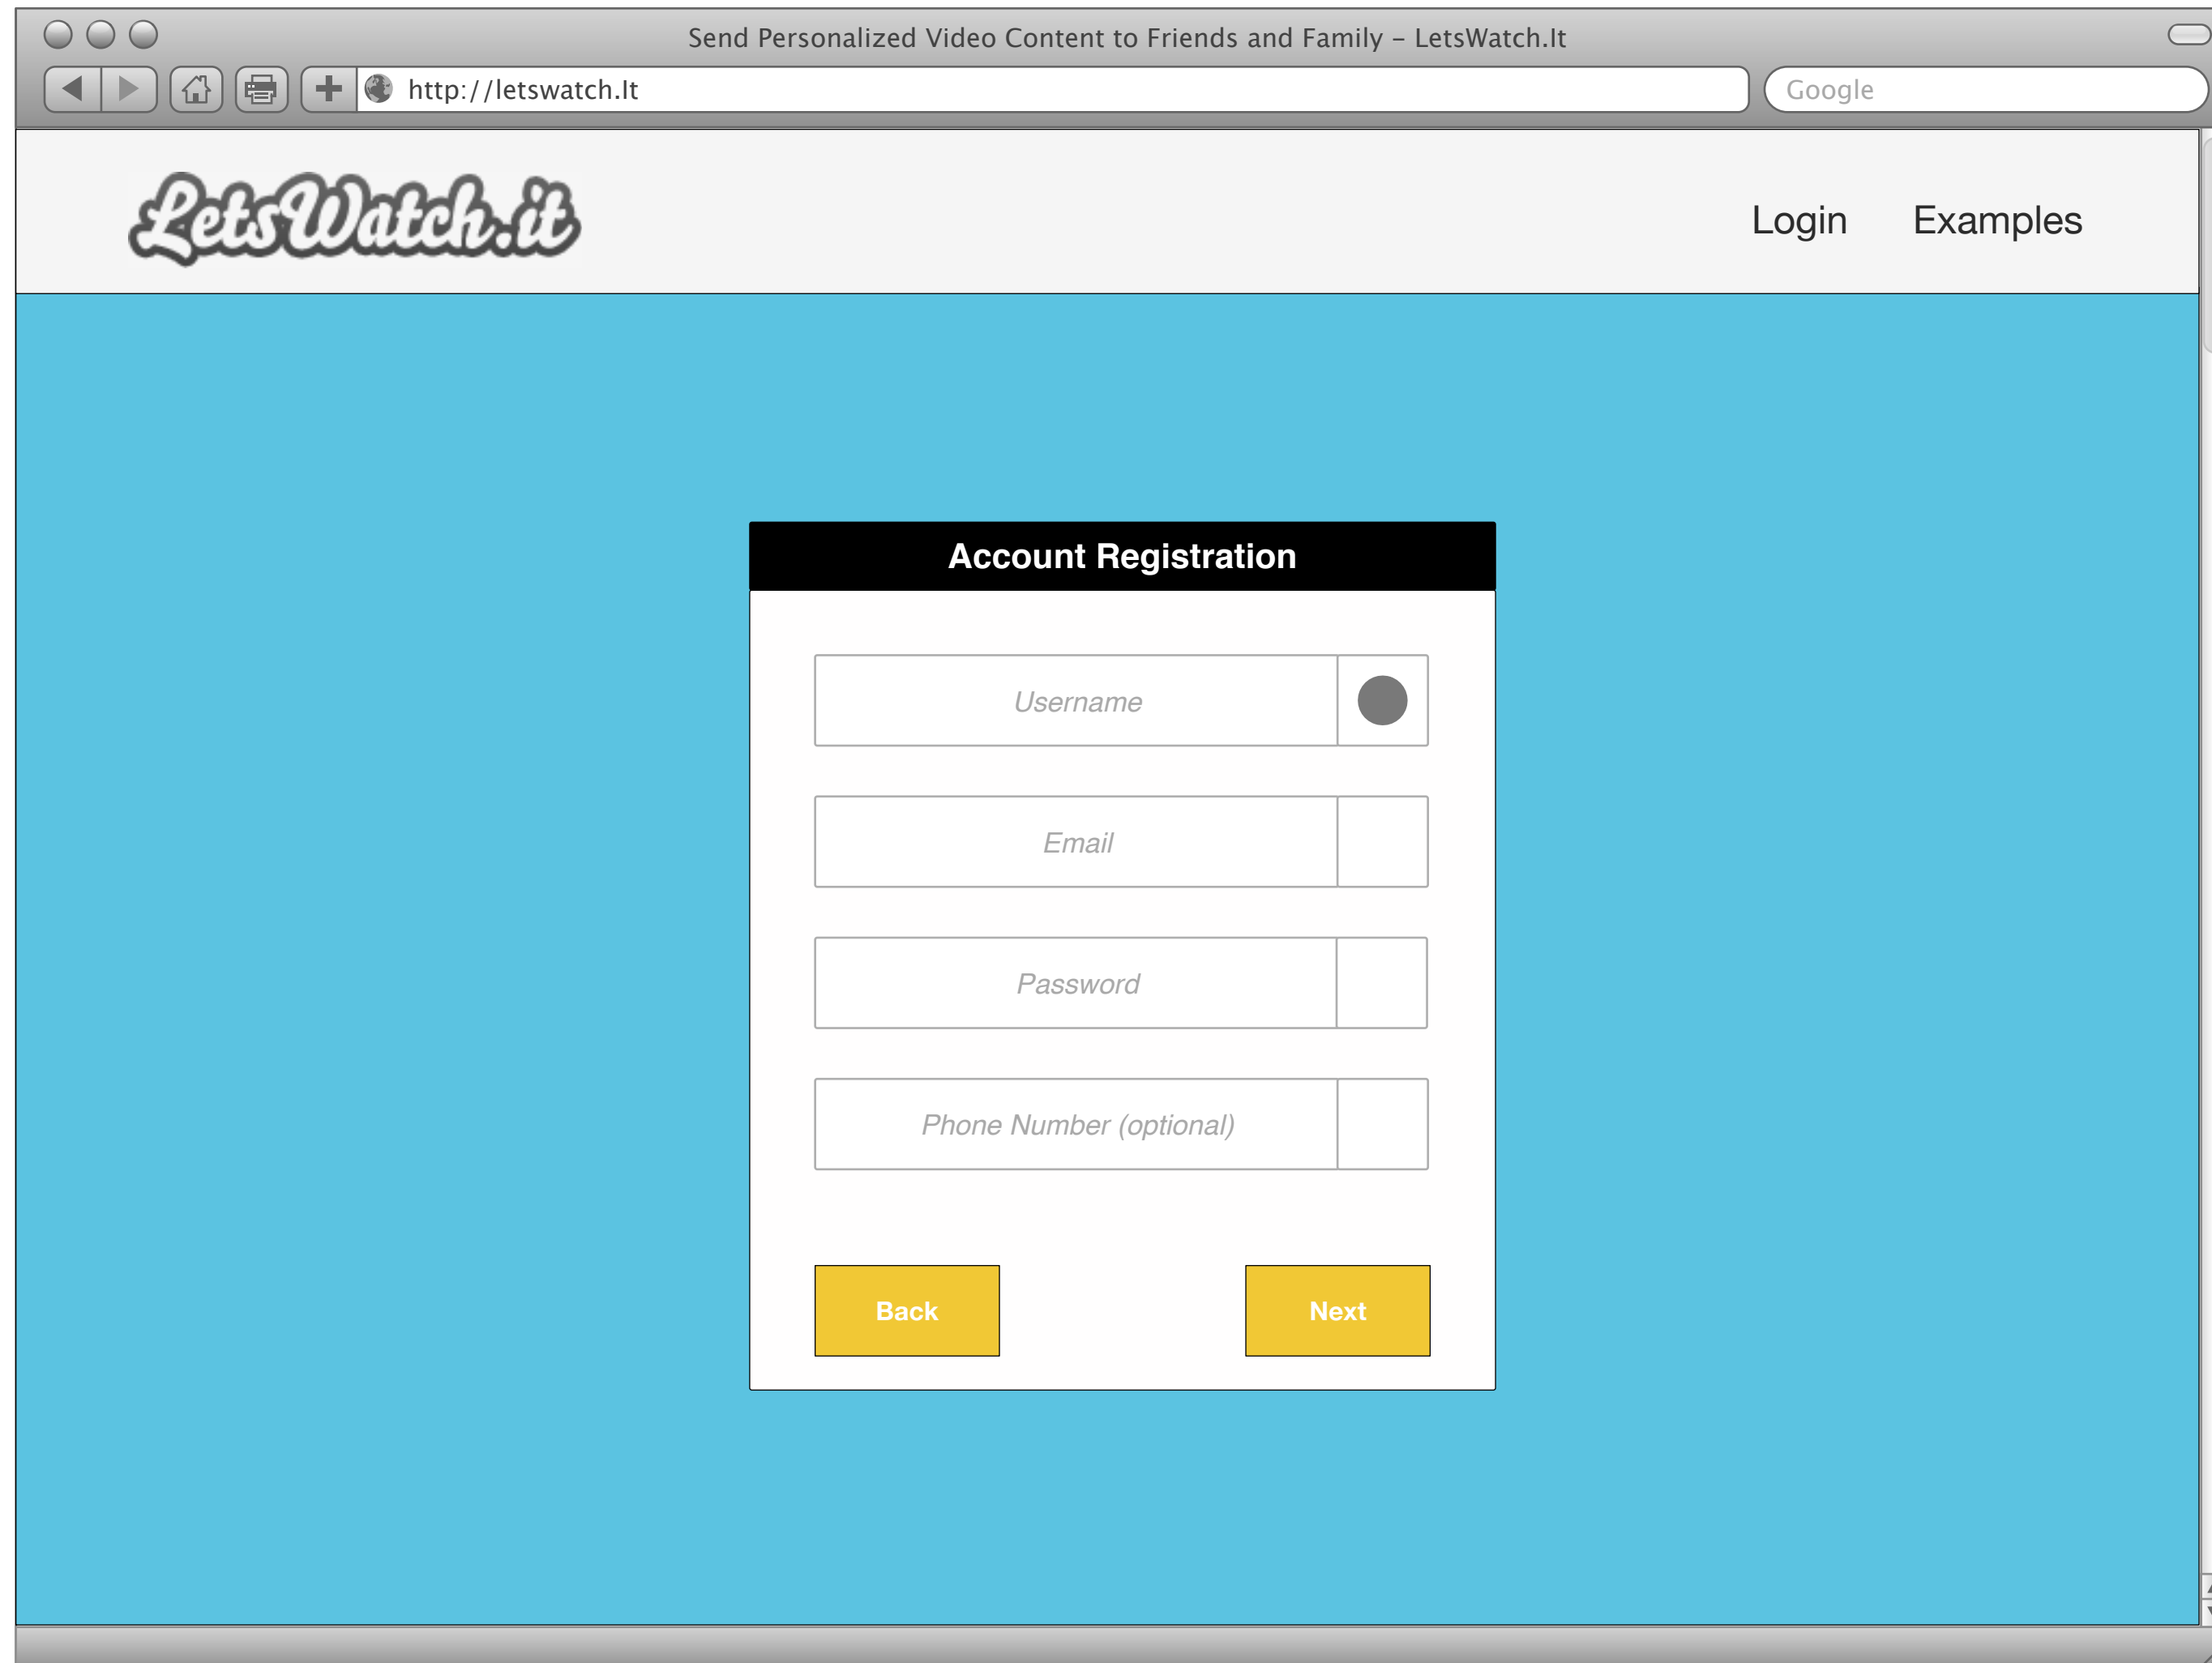 Send Personalized Video Content to Friends and Family – LetsWatch.It
http://letswatch.It
Google
LetsWatch.it
Login
Examples
Account Registration
Username
Email
Password
Phone Number (optional)
Back
Next